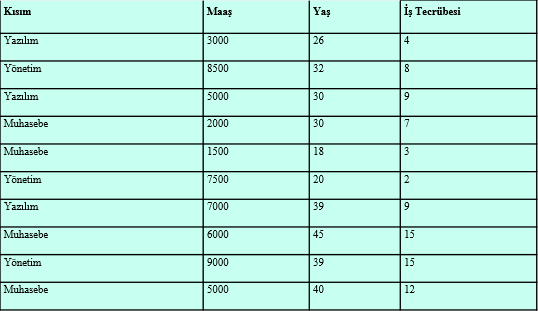 Kısım Maaş Yaş İş Tecrübesi
Yazılım 3000 26 4
Yönetim 8500 32 8
Yazılım 5000 30 9
Muhasebe 2000 30 7
Muhasebe 1500 18 3
Yönetim 7500 20 2
Yazılım 7000 39 9
Muhasebe 6000 45 15
Yönetim 9000 39 15
Muhasebe 5000 40 12